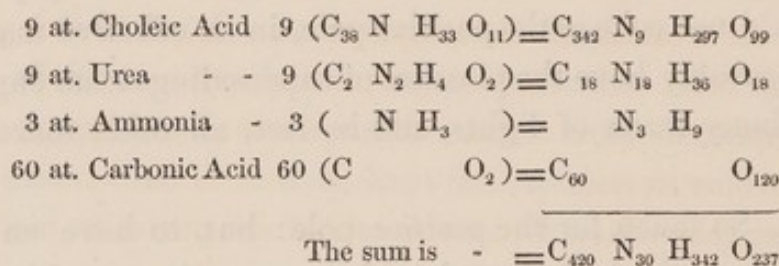 9 at. Choleic Acid 9 (C₃₈ N H₃₃ O₁₁)=C₃₄₂ N₉ H₂₉₇ O₉₉
9 at. Urea - - 9 (C₂ N₂ H₄ O₂)=C₁₈ N₁₈ H₃₆ O₁₈
3 at. Ammonia - 3 ( N H₃ )= N₃ H₉
60 at. Carbonic Acid 60 (C O₂)=C₆₀ O₁₂₀
The sum is - =C₄₂₀ N₃₀ H₃₄₂ O₂₃₇